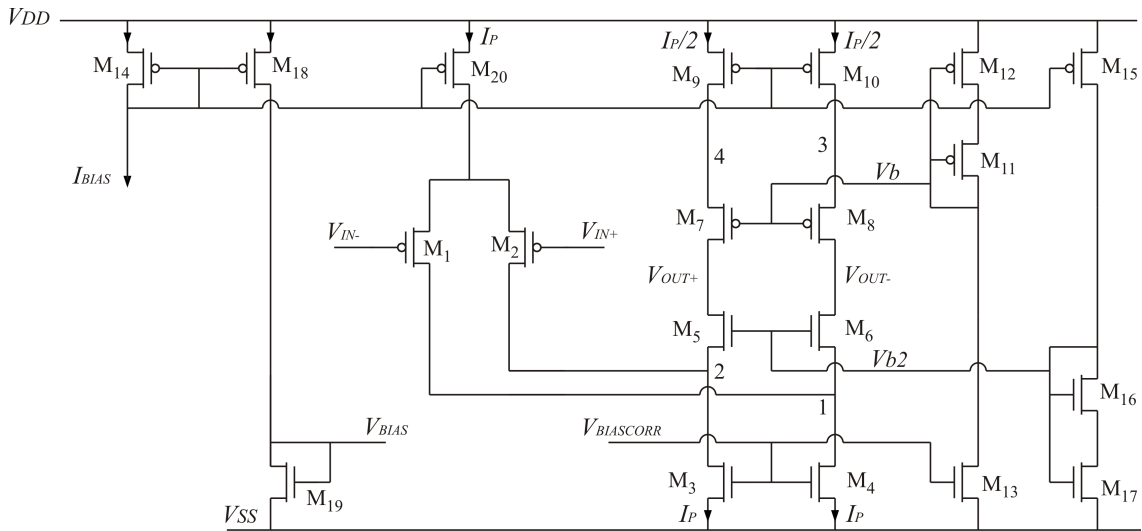 VDD
IP IP/2 IP/2
M14 M18 M20 M9 M10 M12 M15
4 3 M11
IBIAS Vb
VIN- M1 M2 VIN+ M7 M8
VOUT+ VOUT-
M5 M6
2 Vb2
1 M16
VBIAS VBIASCORR
M19 M3 M4 M13 M17
VSS IP IP